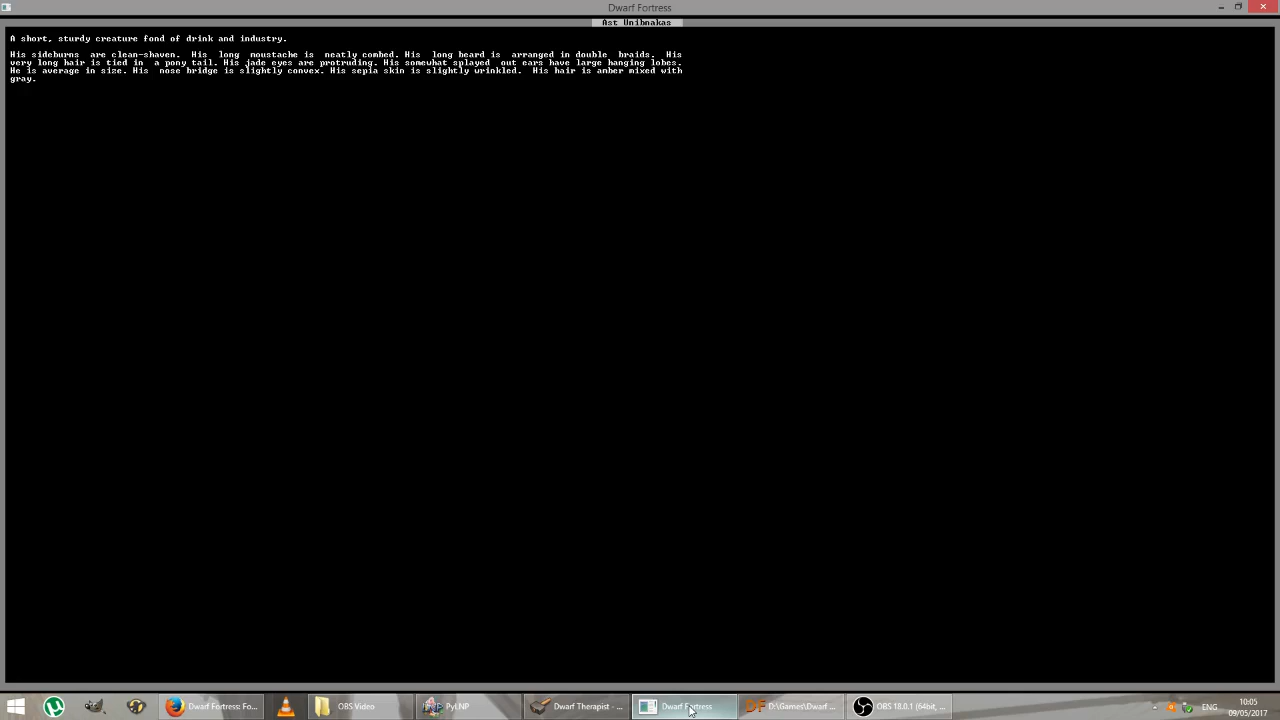 Dwarf Fortress
Ast Unibmakas
A short, sturdy creature fond of drink and industry.
His sideburns are clean-shaven. His long moustache is neatly combed. His long beard is arranged in double braids. His
very long hair is tied in a pony tail. His jade eyes are protruding. His somewhat splayed out ears have large hanging lobes.
He is average in size. His nose bridge is slightly convex. His sepia skin is slightly wrinkled. His hair is amber mixed with
gray.
Dwarf Fortress: Fo...
OBS Video
PyLNP
Dwarf Therapist - ...
Dwarf Fortress
DF
D:\Games\Dwarf ...
OBS 18.0.1 (64bit, ...
ENG
10:05
09/05/2017